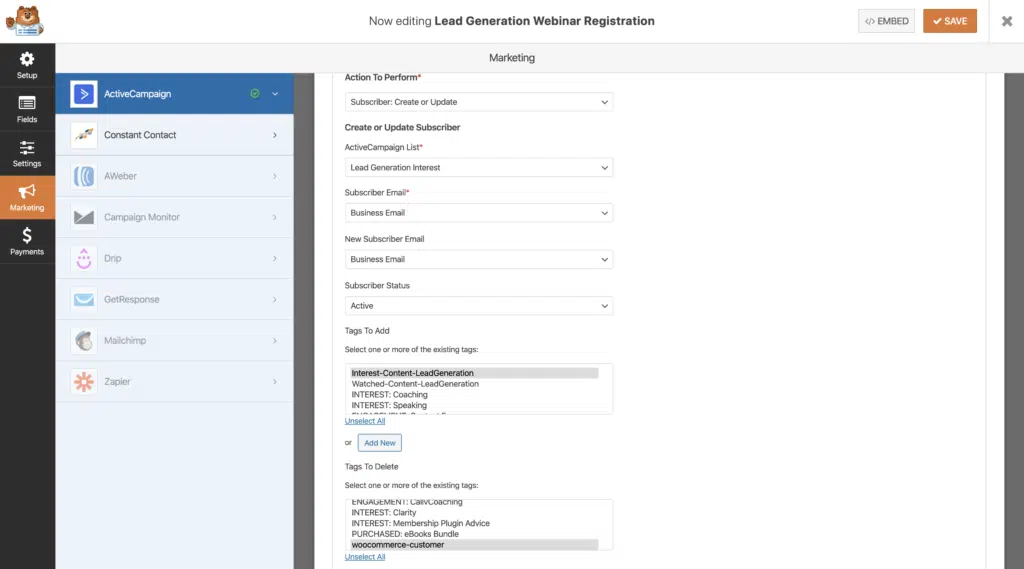 Now editing Lead Generation Webinar Registration
</> EMBED
SAVE
Setup
Fields
Settings
Marketing
Payments
Marketing
ActiveCampaign
Constant Contact
AWeber
Campaign Monitor
Drip
GetResponse
Mailchimp
Zapier
Action To Perform*
Subscriber: Create or Update
Create or Update Subscriber
ActiveCampaign List*
Lead Generation Interest
Subscriber Email*
Business Email
New Subscriber Email
Business Email
Subscriber Status
Active
Tags To Add
Select one or more of the existing tags:
Interest-Content-LeadGeneration
Watched-Content-LeadGeneration
INTEREST: Coaching
INTEREST: Speaking
Unselect All
or
Add New
Tags To Delete
Select one or more of the existing tags:
INTEREST: Clarity
INTEREST: Membership Plugin Advice
PURCHASED: eBooks Bundle
woocommerce-customer
Unselect All